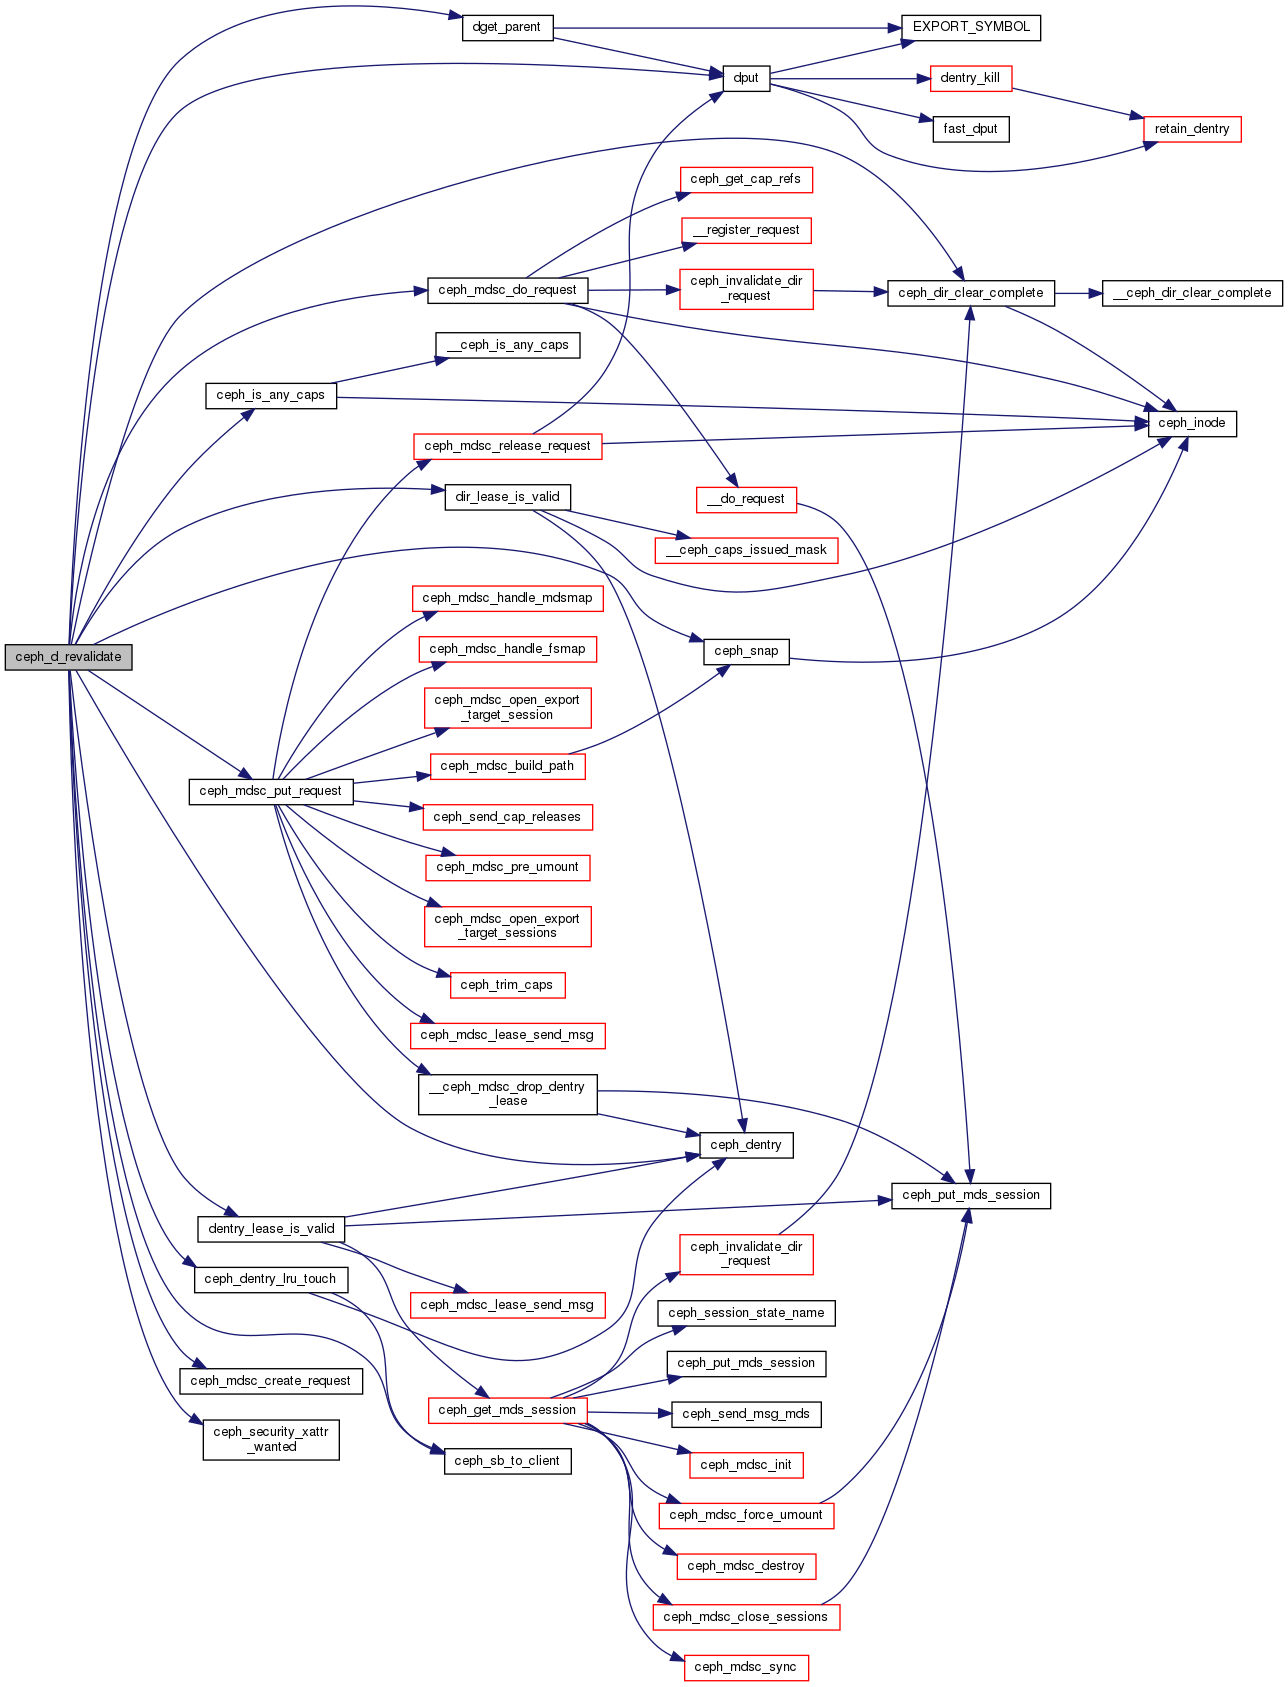 dget_parent
EXPORT_SYMBOL
dput
dentry_kill
fast_dput
retain_dentry
ceph_get_cap_refs
__register_request
ceph_mdsc_do_request
ceph_invalidate_dir
_request
ceph_dir_clear_complete
__ceph_dir_clear_complete
__ceph_is_any_caps
ceph_is_any_caps
ceph_inode
ceph_mdsc_release_request
dir_lease_is_valid
__do_request
__ceph_caps_issued_mask
ceph_mdsc_handle_mdsmap
ceph_mdsc_handle_fsmap
ceph_snap
ceph_d_revalidate
ceph_mdsc_open_export
_target_session
ceph_mdsc_build_path
ceph_mdsc_put_request
ceph_send_cap_releases
ceph_mdsc_pre_umount
ceph_mdsc_open_export
_target_sessions
ceph_trim_caps
ceph_mdsc_lease_send_msg
__ceph_mdsc_drop_dentry
_lease
ceph_dentry
ceph_put_mds_session
dentry_lease_is_valid
ceph_invalidate_dir
_request
ceph_dentry_lru_touch
ceph_mdsc_lease_send_msg
ceph_session_state_name
ceph_put_mds_session
ceph_mdsc_create_request
ceph_get_mds_session
ceph_send_msg_mds
ceph_security_xattr
_wanted
ceph_sb_to_client
ceph_mdsc_init
ceph_mdsc_force_umount
ceph_mdsc_destroy
ceph_mdsc_close_sessions
ceph_mdsc_sync